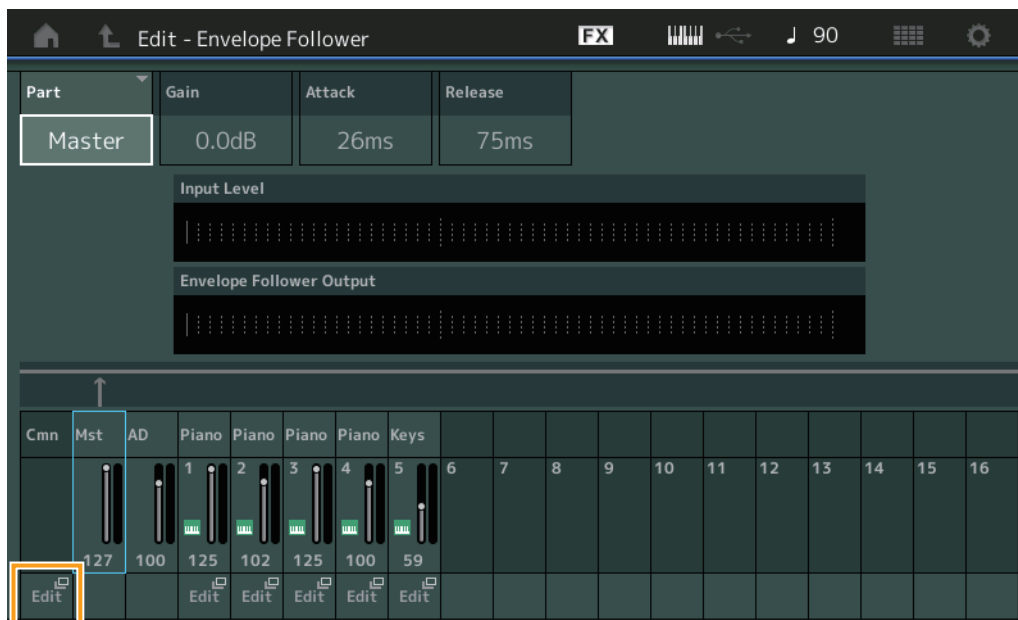 Edit - Envelope Follower FX 90
Part Gain Attack Release
Master 0.0dB 26ms 75ms
Input Level
Envelope Follower Output
Cmn Mst AD Piano Piano Piano Piano Keys
1 2 3 4 5 6 7 8 9 10 11 12 13 14 15 16
127 100 125 102 125 100 59
Edit Edit Edit Edit Edit Edit